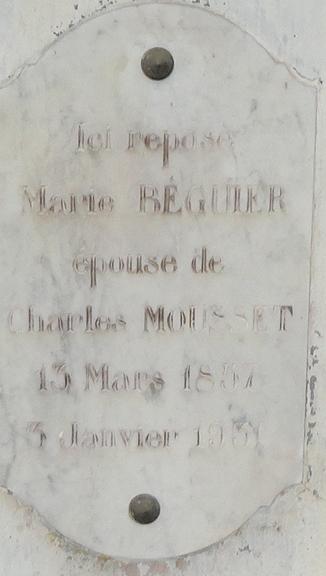 Ici repose
Marie BÉGUIER
épouse de
Charles MOUSSET
13 Mars 1857
3 Janvier 1931